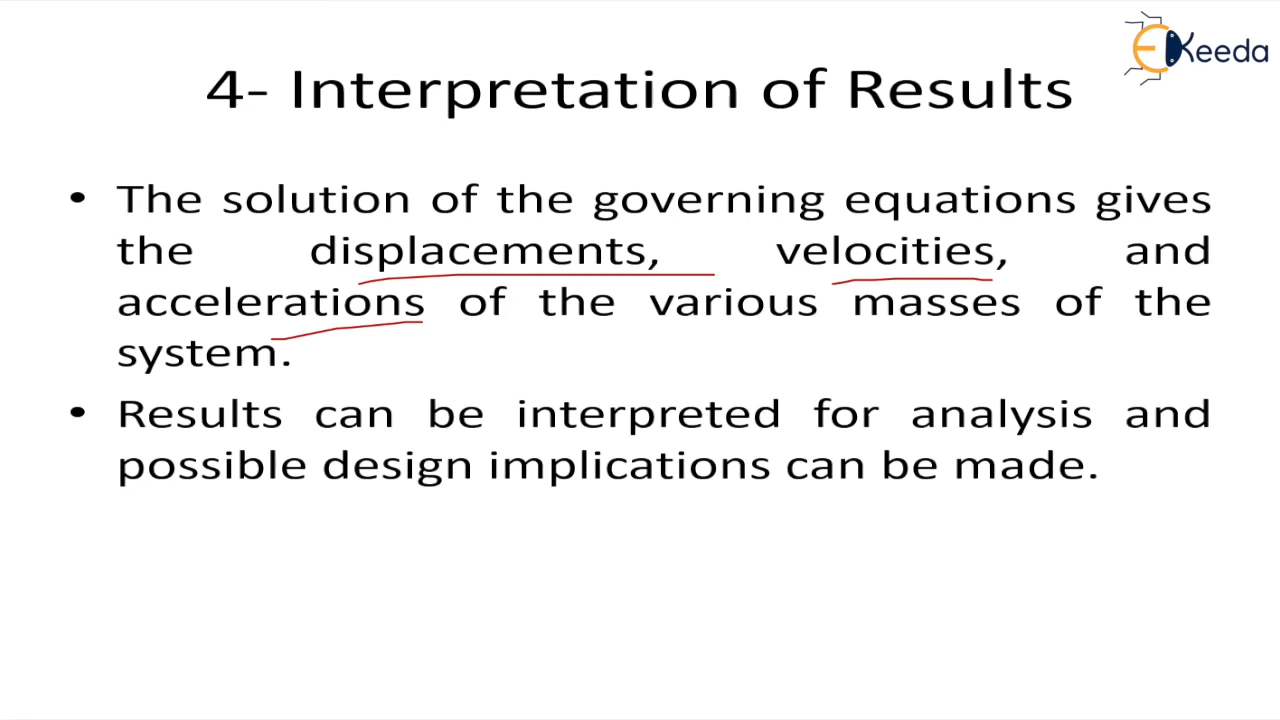 EKeeda
4- Interpretation of Results
• The solution of the governing equations gives
the displacements, velocities, and
accelerations of the various masses of the
system.
• Results can be interpreted for analysis and
possible design implications can be made.